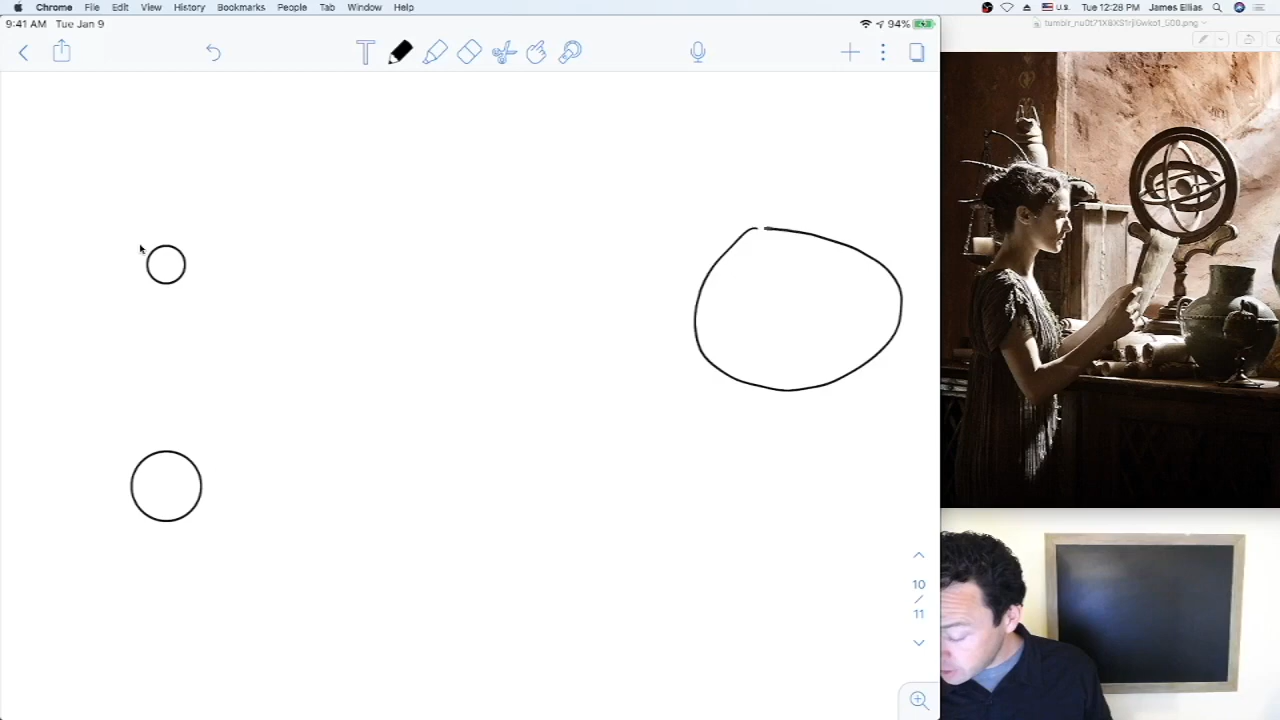 Chrome File Edit View History Bookmarks People Tab Window Help
U.S. Tue 12:28 PM James Ellias
9:41 AM Tue Jan 9
94%
T
10
/
11